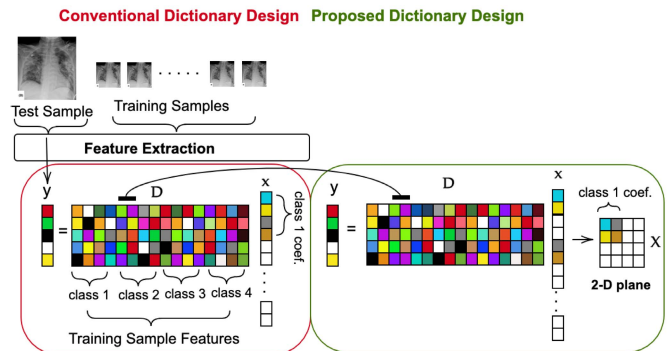 Conventional Dictionary Design Proposed Dictionary Design
Test Sample
Training Samples
Feature Extraction
y
D
x
=
class 1 coef.
class 1
class 2
class 3
class 4
Training Sample Features
y
D
x
=
class 1 coef.
X
2-D plane